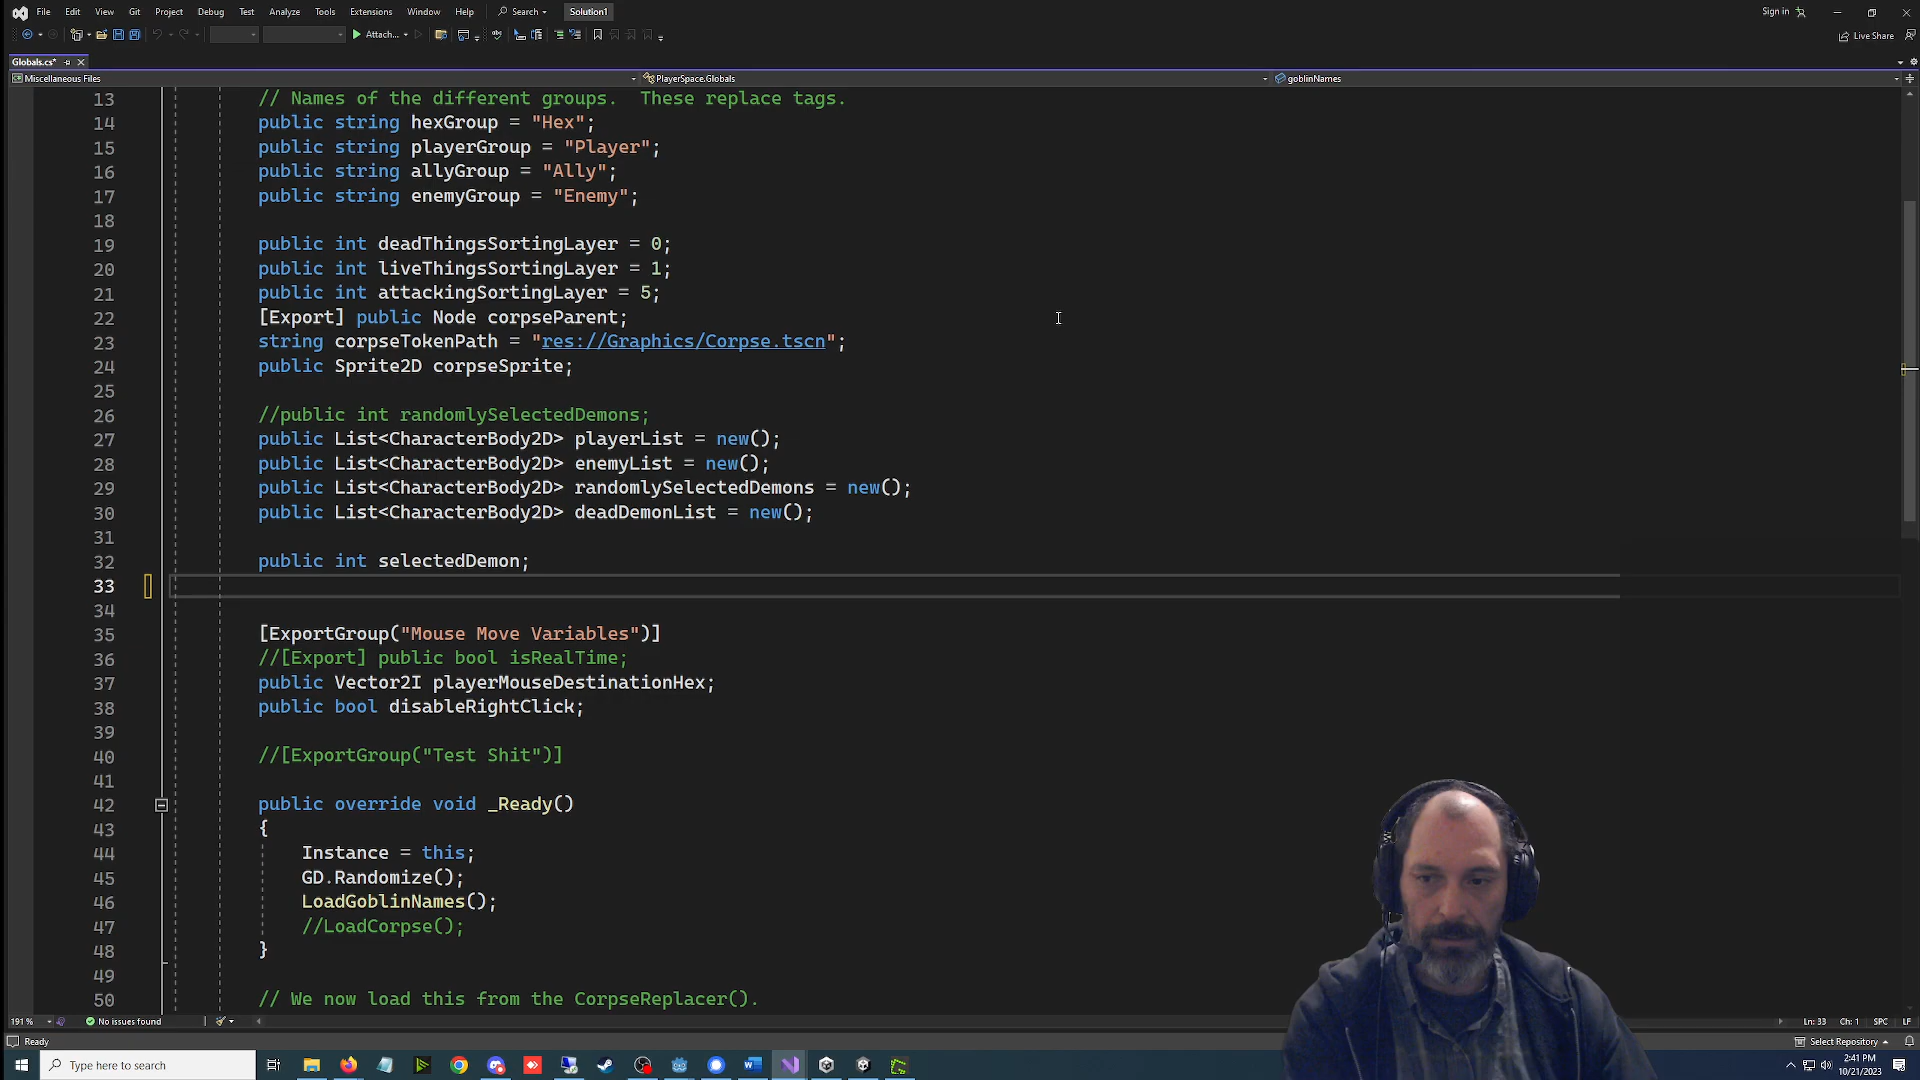 File Edit View Git Project Debug Test Analyze Tools Extensions Window Help Search Solution1 Sign in
Attach... Live Share
Globals.cs*
Miscellaneous Files PlayerSpace.Globals goblinNames
13 // Names of the different groups.  These replace tags.
14 public string hexGroup = "Hex";
15 public string playerGroup = "Player";
16 public string allyGroup = "Ally";
17 public string enemyGroup = "Enemy";
18
19 public int deadThingsSortingLayer = 0;
20 public int liveThingsSortingLayer = 1;
21 public int attackingSortingLayer = 5;
22 [Export] public Node corpseParent;
23 string corpseTokenPath = "res://Graphics/Corpse.tscn";
24 public Sprite2D corpseSprite;
25
26 //public int randomlySelectedDemons;
27 public List<CharacterBody2D> playerList = new();
28 public List<CharacterBody2D> enemyList = new();
29 public List<CharacterBody2D> randomlySelectedDemons = new();
30 public List<CharacterBody2D> deadDemonList = new();
31
32 public int selectedDemon;
33
34
35 [ExportGroup("Mouse Move Variables")]
36 //[Export] public bool isRealTime;
37 public Vector2I playerMouseDestinationHex;
38 public bool disableRightClick;
39
40 //[ExportGroup("Test Shit")]
41
42 public override void _Ready()
43 {
44 Instance = this;
45 GD.Randomize();
46 LoadGoblinNames();
47 //LoadCorpse();
48 }
49
50 // We now load this from the CorpseReplacer().
191 % No issues found Ln: 33 Ch: 1 SPC LF
Ready Select Repository
Type here to search 2:41 PM
10/21/2023